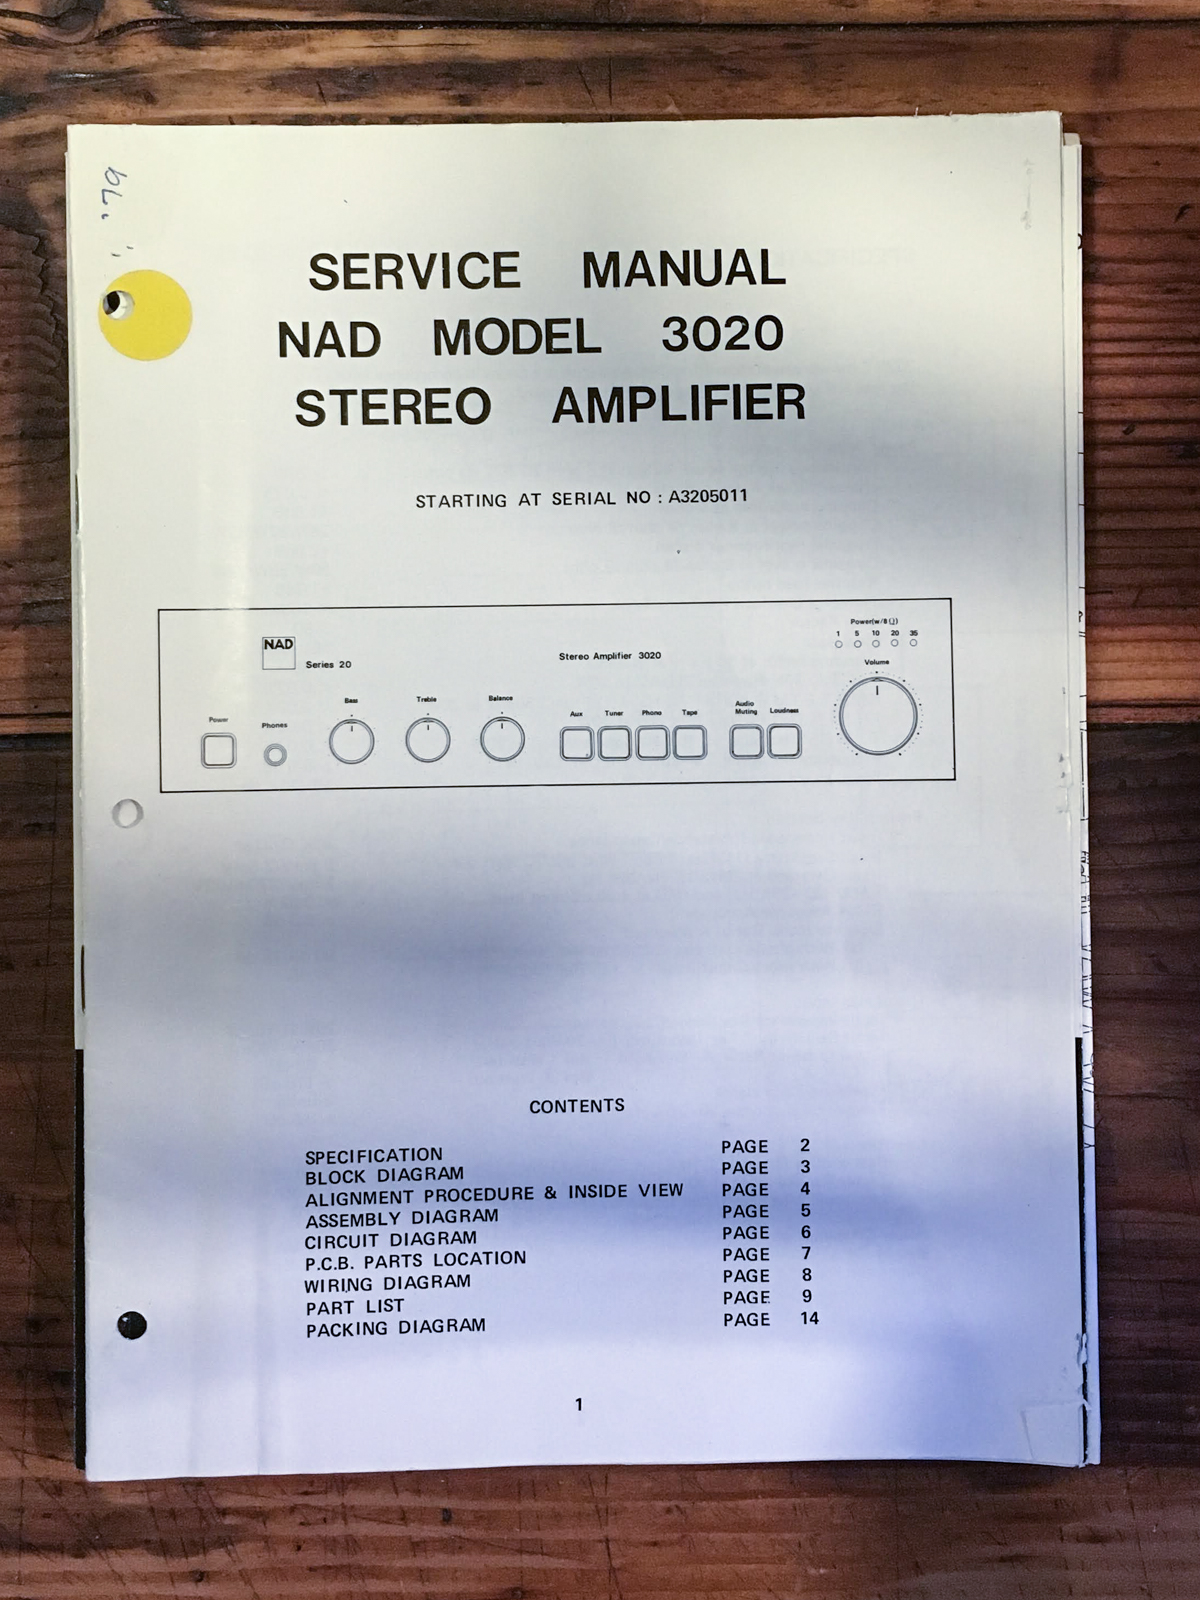 SERVICE MANUAL
NAD MODEL 3020
STEREO AMPLIFIER
STARTING AT SERIAL NO : A3205011
Power(w/8Ω)
1 5 10 20 35
NAD
Series 20
Stereo Amplifier 3020
Volume
Power
Phones
Bass
Treble
Balance
Aux
Tuner
Phono
Tape
Audio
Muting
Loudness
CONTENTS
SPECIFICATION PAGE 2
BLOCK DIAGRAM PAGE 3
ALIGNMENT PROCEDURE & INSIDE VIEW PAGE 4
ASSEMBLY DIAGRAM PAGE 5
CIRCUIT DIAGRAM PAGE 6
P.C.B. PARTS LOCATION PAGE 7
WIRING DIAGRAM PAGE 8
PART LIST PAGE 9
PACKING DIAGRAM PAGE 14
1